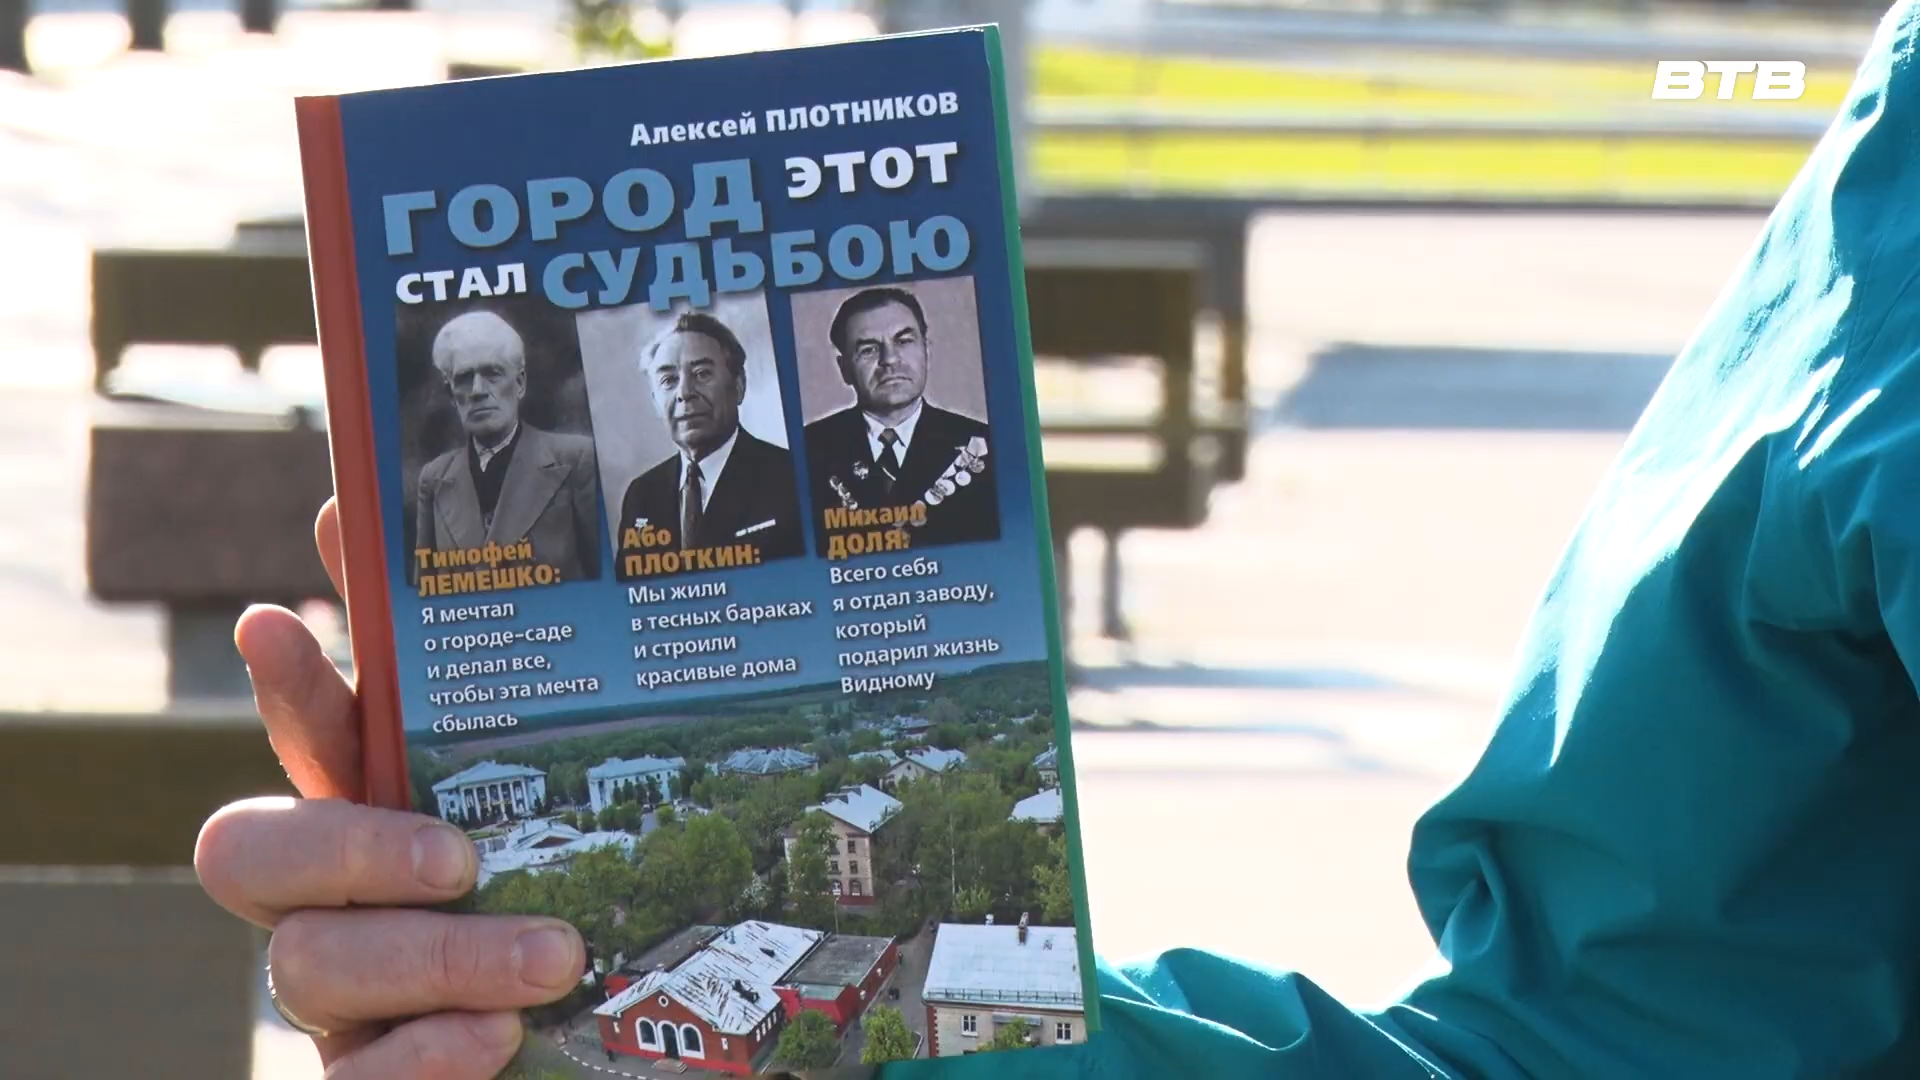 ВТВ
Алексей ПЛОТНИКОВ
ГОРОД ЭТОТ
СТАЛ СУДЬБОЮ
Тимофей
ЛЕМЕШКО:
Я мечтал
о городе-саде
и делал все,
чтобы эта мечта
сбылась
Або
ПЛОТКИН:
Мы жили
в тесных бараках
и строили
красивые дома
Михаил
ДОЛЯ:
Всего себя
я отдал заводу,
который
подарил жизнь
Видному